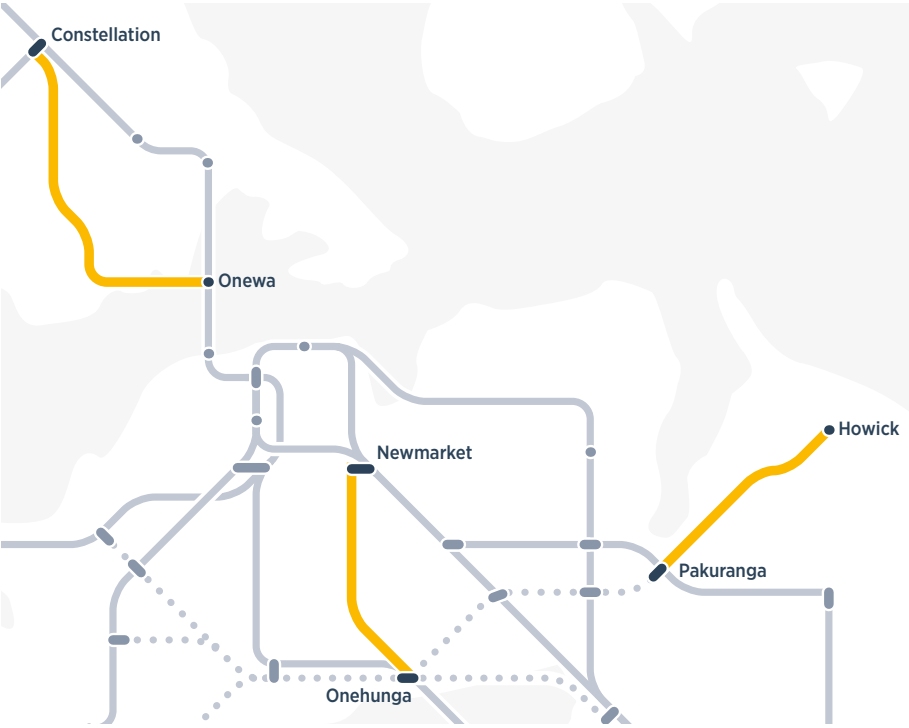 Constellation
Onewa
Howick
Newmarket
Pakuranga
Onehunga